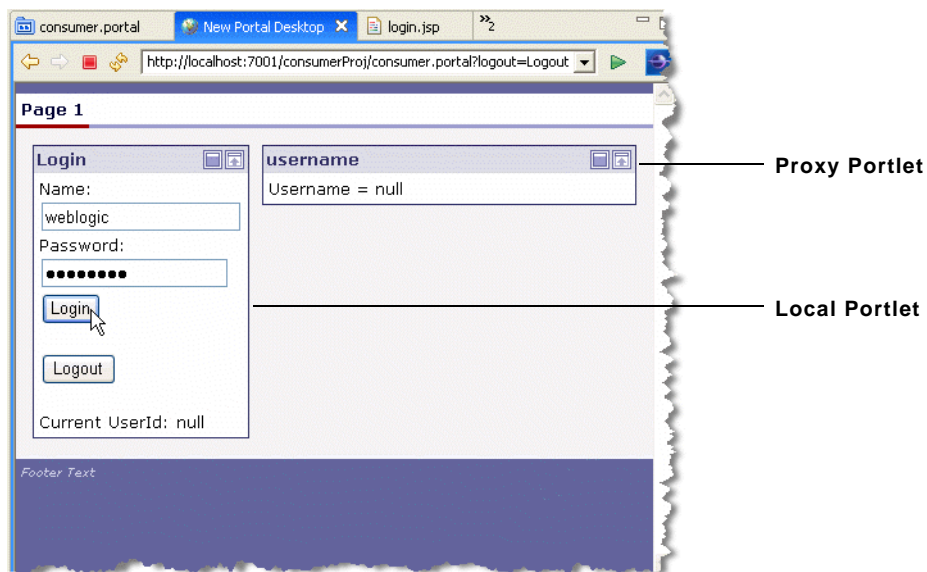 consumer.portal
New Portal Desktop
login.jsp
2
http://localhost:7001/consumerProj/consumer.portal?logout=Logout
Page 1
Login
username
Proxy Portlet
Name:
Username = null
weblogic
Password:
Login
Local Portlet
Logout
Current UserId: null
Footer Text